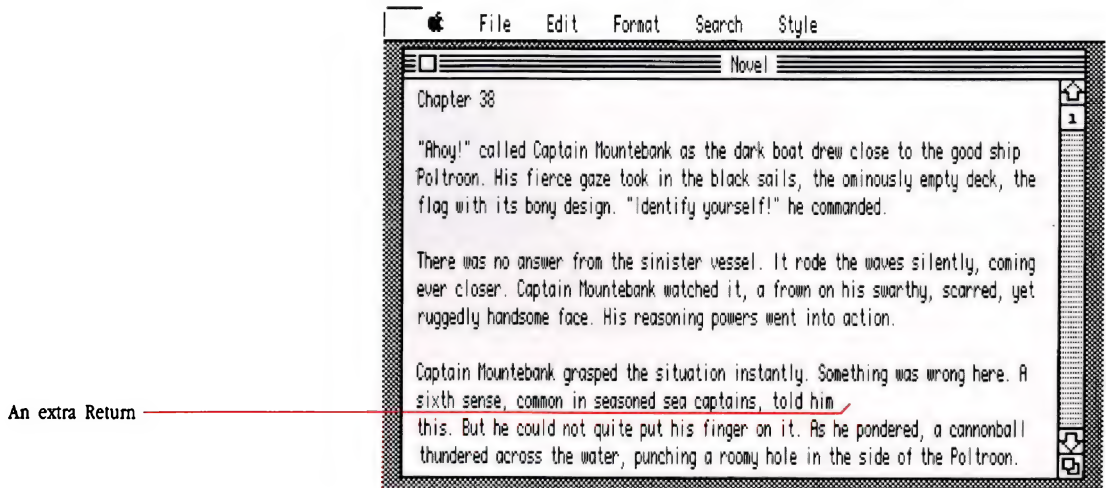 File Edit Format Search Style
Novel
Chapter 38
1
"Ahoy!" called Captain Mountebank as the dark boat drew close to the good ship
Poltroon. His fierce gaze took in the black sails, the ominously empty deck, the
flag with its bony design. "Identify yourself!" he commanded.
There was no answer from the sinister vessel. It rode the waves silently, coming
ever closer. Captain Mountebank watched it, a frown on his swarthy, scarred, yet
ruggedly handsome face. His reasoning powers went into action.
Captain Mountebank grasped the situation instantly. Something was wrong here. A
sixth sense, common in seasoned sea captains, told him
An extra Return
this. But he could not quite put his finger on it. As he pondered, a cannonball
thundered across the water, punching a roomy hole in the side of the Poltroon.